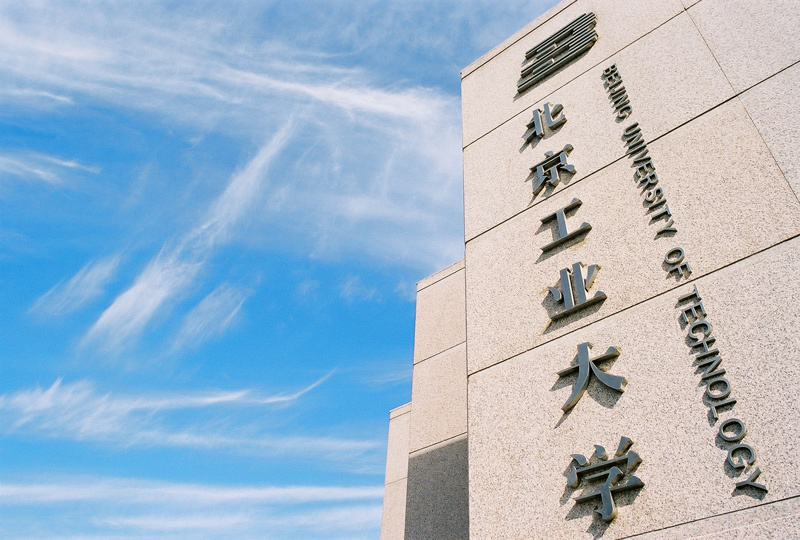 北京工业大学
BEIJING UNIVERSITY OF TECHNOLOGY